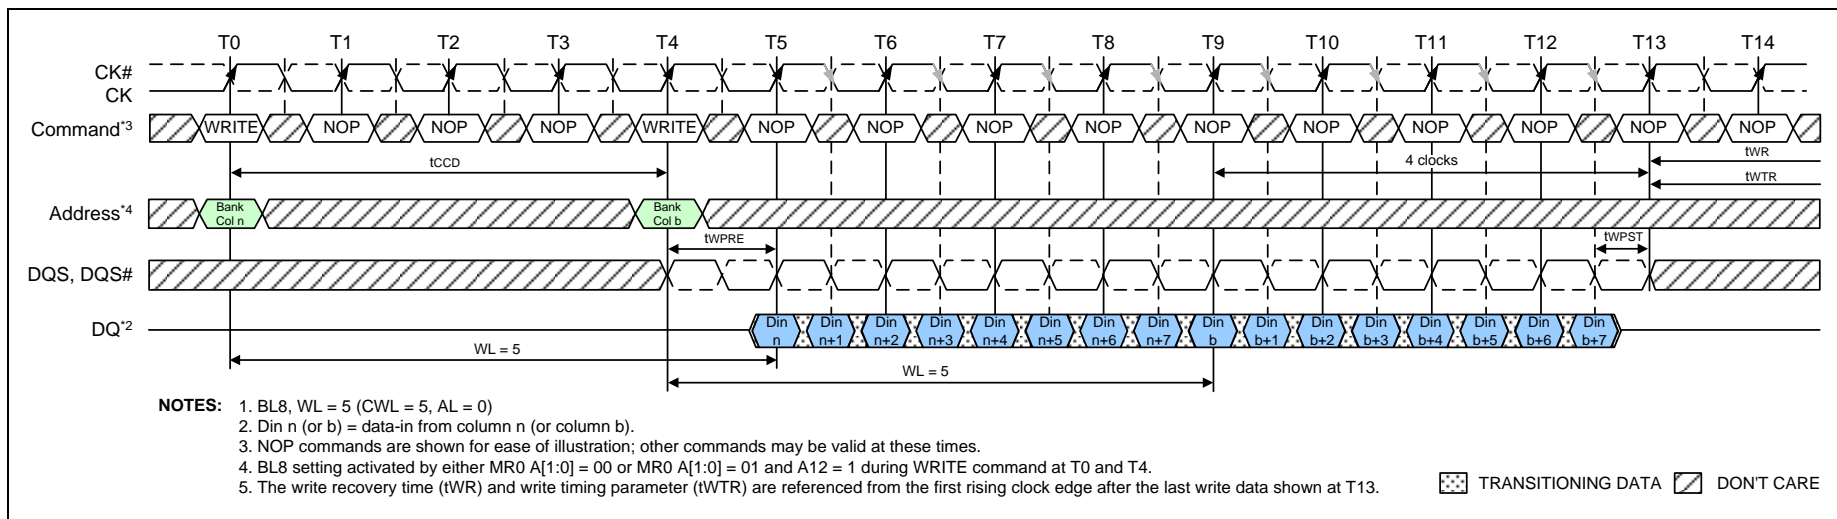 T0 T1 T2 T3 T4 T5 T6 T7 T8 T9 T10 T11 T12 T13 T14
CK#
CK
Command*3 WRITE NOP NOP NOP WRITE NOP NOP NOP NOP NOP NOP NOP NOP NOP NOP
tCCD 4 clocks tWR
tWTR
Address*4 Bank Col n Bank Col b
tWPRE tWPST
DQS, DQS#
DQ*2 Din n Din n+1 Din n+2 Din n+3 Din n+4 Din n+5 Din n+6 Din n+7 Din b Din b+1 Din b+2 Din b+3 Din b+4 Din b+5 Din b+6 Din b+7
WL = 5
WL = 5
NOTES: 1. BL8, WL = 5 (CWL = 5, AL = 0)
2. Din n (or b) = data-in from column n (or column b).
3. NOP commands are shown for ease of illustration; other commands may be valid at these times.
4. BL8 setting activated by either MR0 A[1:0] = 00 or MR0 A[1:0] = 01 and A12 = 1 during WRITE command at T0 and T4.
5. The write recovery time (tWR) and write timing parameter (tWTR) are referenced from the first rising clock edge after the last write data shown at T13.
TRANSITIONING DATA DON'T CARE